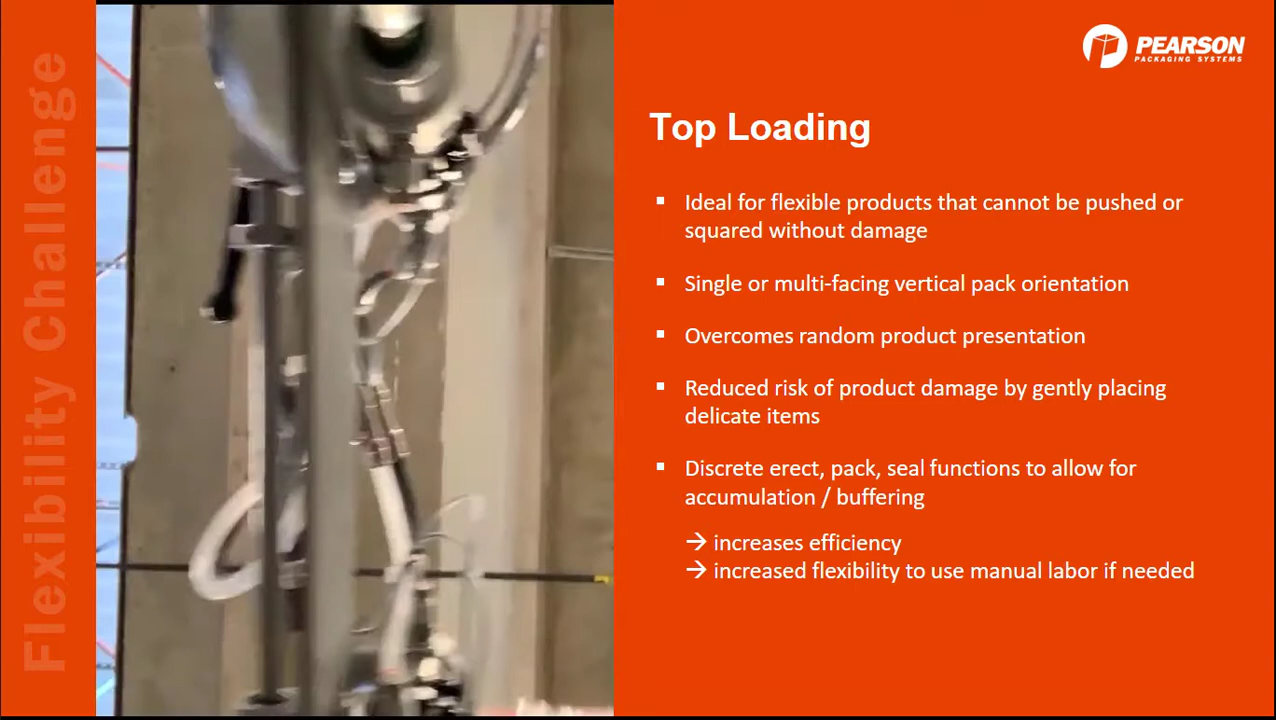 Flexibility Challenge
PEARSON
PACKAGING SYSTEMS
Top Loading
▪ Ideal for flexible products that cannot be pushed or
squared without damage
▪ Single or multi-facing vertical pack orientation
▪ Overcomes random product presentation
▪ Reduced risk of product damage by gently placing
delicate items
▪ Discrete erect, pack, seal functions to allow for
accumulation / buffering
→ increases efficiency
→ increased flexibility to use manual labor if needed